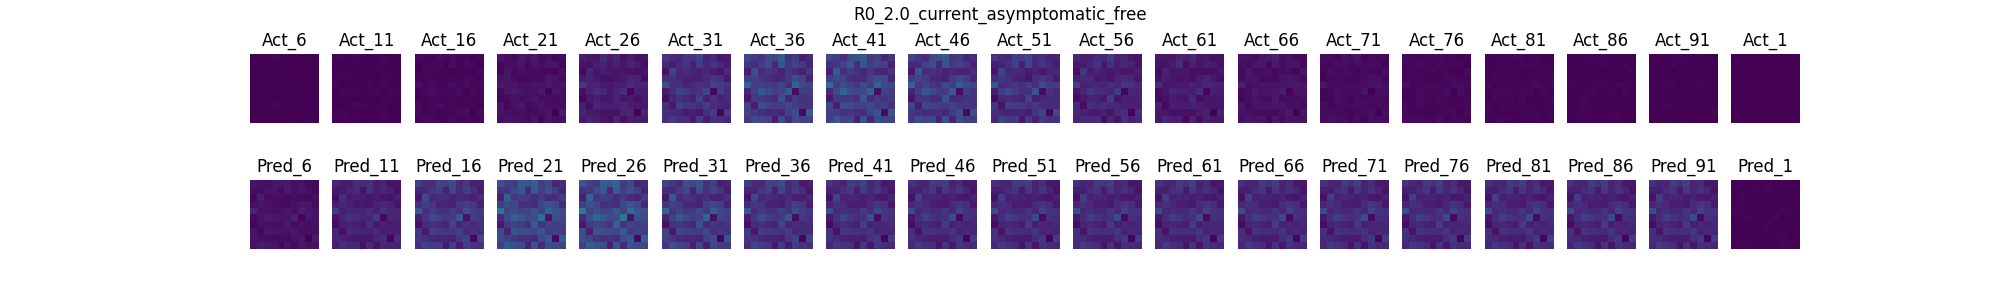 R0_2.0_current_asymptomatic_free
Act_6 Act_11 Act_16 Act_21 Act_26 Act_31 Act_36 Act_41 Act_46 Act_51 Act_56 Act_61 Act_66 Act_71 Act_76 Act_81 Act_86 Act_91 Act_1
Pred_6 Pred_11 Pred_16 Pred_21 Pred_26 Pred_31 Pred_36 Pred_41 Pred_46 Pred_51 Pred_56 Pred_61 Pred_66 Pred_71 Pred_76 Pred_81 Pred_86 Pred_91 Pred_1